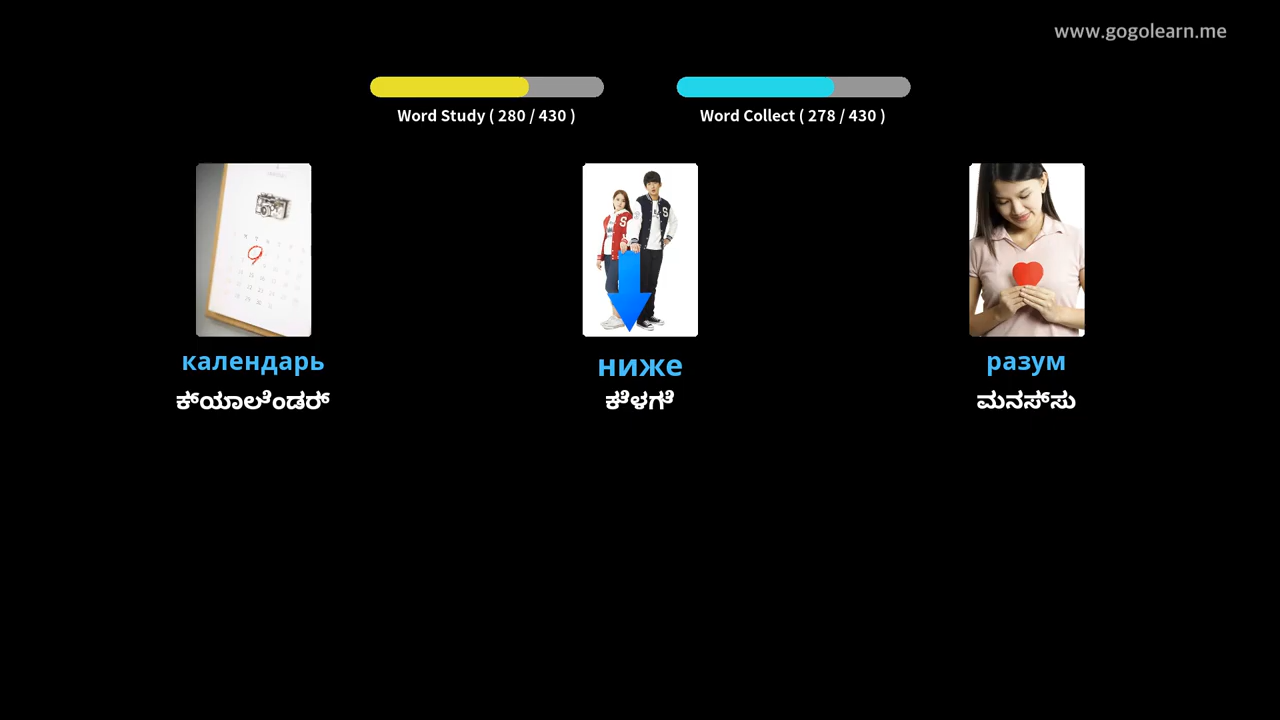 www.gogolearn.me
Word Study ( 280 / 430 )
Word Collect ( 278 / 430 )
календарь
ниже
разум
ಕ್ಯಾಲೆಂಡರ್
ಕೆಳಗೆ
ಮನಸ್ಸು